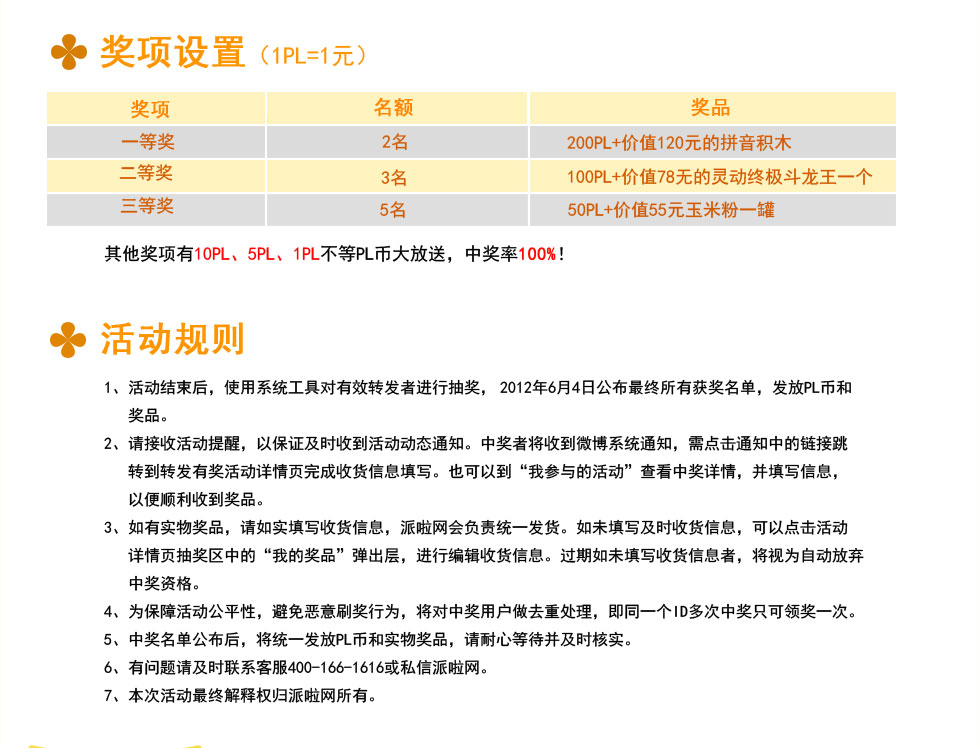 奖项设置（1PL=1元）
奖项 名额 奖品
一等奖 2名 200PL+价值120元的拼音积木
二等奖 3名 100PL+价值78无的灵动终极斗龙王一个
三等奖 5名 50PL+价值55元玉米粉一罐
其他奖项有10PL、5PL、1PL不等PL币大放送，中奖率100%！
活动规则
1、活动结束后，使用系统工具对有效转发者进行抽奖， 2012年6月4日公布最终所有获奖名单，发放PL币和
奖品。
2、请接收活动提醒，以保证及时收到活动动态通知。中奖者将收到微博系统通知，需点击通知中的链接跳
转到转发有奖活动详情页完成收货信息填写。也可以到“我参与的活动”查看中奖详情，并填写信息，
以便顺利收到奖品。
3、如有实物奖品，请如实填写收货信息，派啦网会负责统一发货。如未填写及时收货信息，可以点击活动
详情页抽奖区中的“我的奖品”弹出层，进行编辑收货信息。过期如未填写收货信息者，将视为自动放弃
中奖资格。
4、为保障活动公平性，避免恶意刷奖行为，将对中奖用户做去重处理，即同一个ID多次中奖只可领奖一次。
5、中奖名单公布后，将统一发放PL币和实物奖品，请耐心等待并及时核实。
6、有问题请及时联系客服400-166-1616或私信派啦网。
7、本次活动最终解释权归派啦网所有。